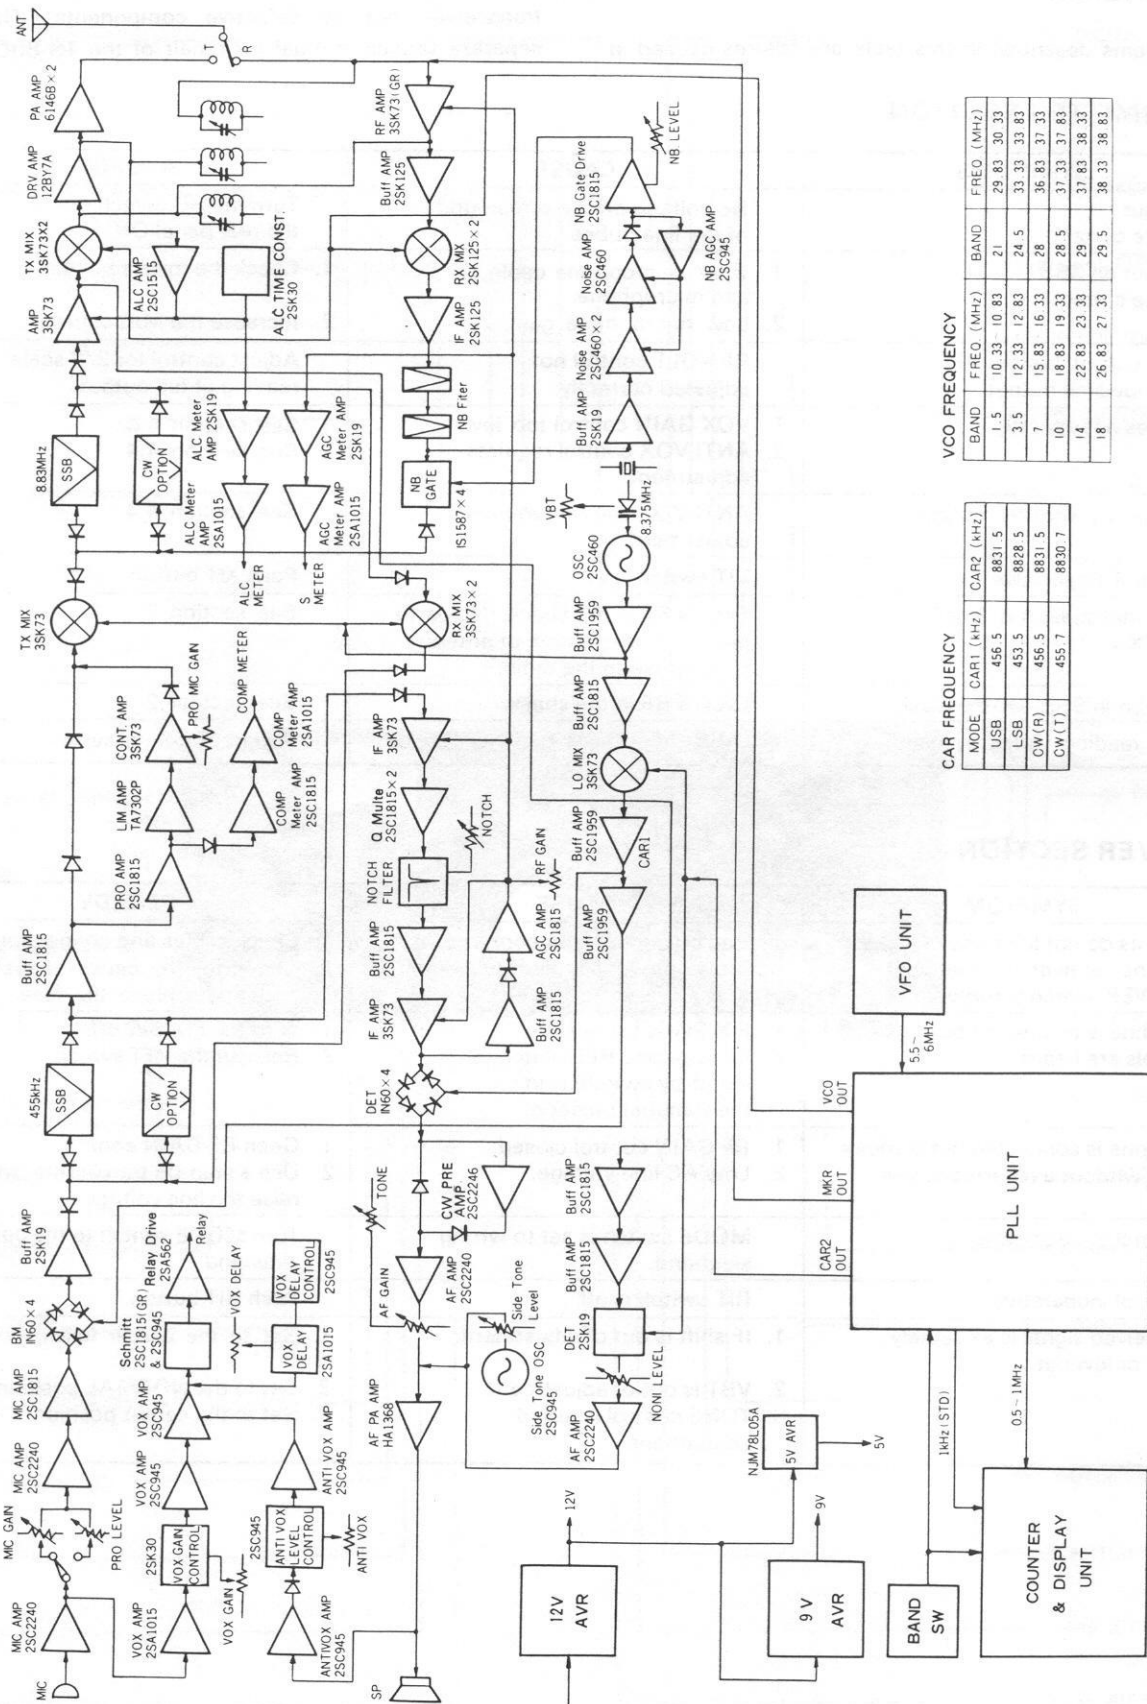 ANT
T
R
PA AMP
6146B×2
DRV AMP
12BY7A
TX MIX
3SK73X2
AMP
3SK73
ALC AMP
2SC1515
ALC TIME CONST.
2SK30
8.83MHz
SSB
CW
OPTION
ALC Meter
AMP 2SK19
ALC Meter
AMP
2SA1015
ALC
METER
AGC
Meter AMP
2SK19
AGC
Meter AMP
2SA1015
S
METER
RF AMP
3SK73(GR)
Buff AMP
2SK125
RX MIX
2SK125×2
IF AMP
2SK125
NB Fiter
NB
GATE
IS1587×4
NB LEVEL
NB Gate Drive
2SC1815
NB AGC AMP
2SC945
Noise AMP
2SC460
Noise AMP
2SC460×2
Buff AMP
2SK19
8.375MHz
VBT
OSC
2SC460
Buff AMP
2SC1959
Buff AMP
2SC1815
LO MIX
3SK73
Buff AMP
2SC1959
CAR1
Buff AMP
2SC1959
TX MIX
3SK73
RX MIX
3SK73×2
PRO MIC GAIN
CONT. AMP
3SK73
LIM AMP
TA7302P
PRO AMP
2SC1815
COMP METER
COMP
Meter AMP
2SA1015
COMP
Meter AMP
2SC1815
Buff AMP
2SC1815
455kHz
SSB
CW
OPTION
IF AMP
3SK73
Q Multe
2SC1815×2
NOTCH
NOTCH
FILTER
Buff AMP
2SC1815
IF AMP
3SK73
RF GAIN
AGC AMP
2SC1815
Buff AMP
2SC1815
DET
IN60×4
Buff AMP
2SK19
BM
IN60×4
MIC AMP
2SC1815
MIC AMP
2SC2240
MIC GAIN
PRO LEVEL
MIC AMP
2SC2240
MIC
Relay
Relay Drive
2SA562
Schmitt
2SC1815(GR)
& 2SC945
VOX DELAY
VOX
DELAY
CONTROL
2SC945
VOX
DELAY
2SA1015
VOX AMP
2SC945
VOX AMP
2SC945
VOX GAIN
CONTROL
2SK30
VOX GAIN
VOX AMP
2SA1015
ANTI VOX AMP
2SC945
ANTI VOX
LEVEL
CONTROL
2SC945
ANTI VOX
ANTIVOX AMP
2SC945
SP
TONE
CW PRE
AMP.
2SC2246
AF GAIN
AF AMP
2SC2240
AF PA AMP
HA1368
Side Tone
Level
Side Tone OSC
2SC945
Buff AMP
2SC1815
Buff AMP
2SC1815
DET
2SK19
NONI LEVEL
AF AMP
2SC2240
12V
AVR
12V
NJM78L05A
5V AVR
5V
9V
AVR
9V
BAND
SW
COUNTER
& DISPLAY
UNIT
1kHz(STD)
0.5~1MHz
PLL UNIT
CAR2
OUT
MKR
OUT
VCO
OUT
5.5~
6MHz
VFO UNIT
CAR FREQUENCY
MODE CAR1 (kHz) CAR2 (kHz)
USB 456.5 8831.5
LSB 453.5 8828.5
CW(R) 456.5 8831.5
CW(T) 455.7 8830.7
VCO FREQUENCY
BAND FREQ.(MHz) BAND FREQ (MHz)
1.5 10.33 10.83 21 29.83 30 33
3.5 12.33 12.83 24.5 33 33 33 83
7 15.83 16 33 28 36.83 37 33
10 18.83 19 33 28.5 37 33 37 83
14 22.83 23 33 29 37.83 38 33
18 26.83 27 33 29.5 38 33 38 83
VER SECTION